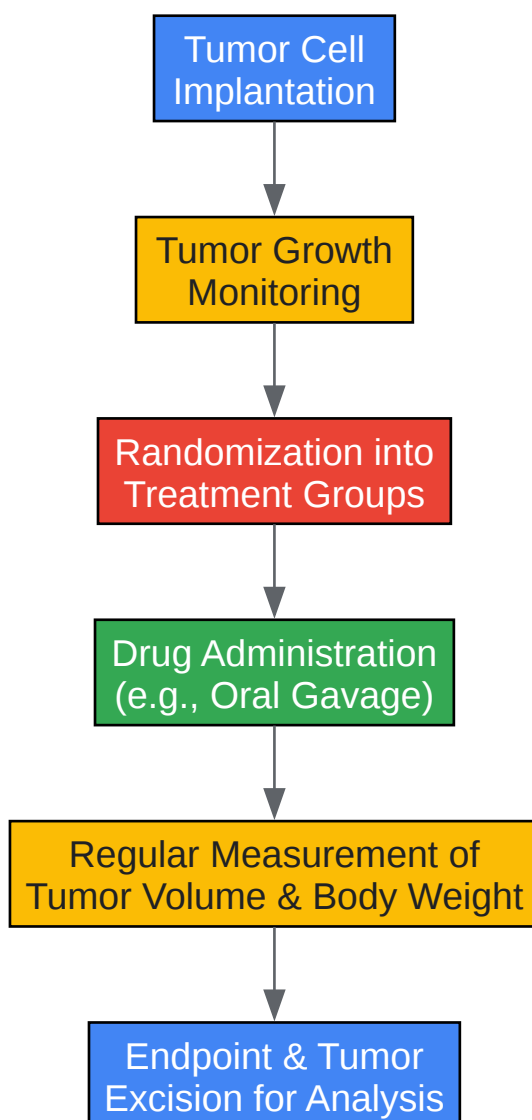 Tumor Cell
Implantation
Tumor Growth
Monitoring
Randomization into
Treatment Groups
Drug Administration
(e.g., Oral Gavage)
Regular Measurement of
Tumor Volume & Body Weight
Endpoint & Tumor
Excision for Analysis